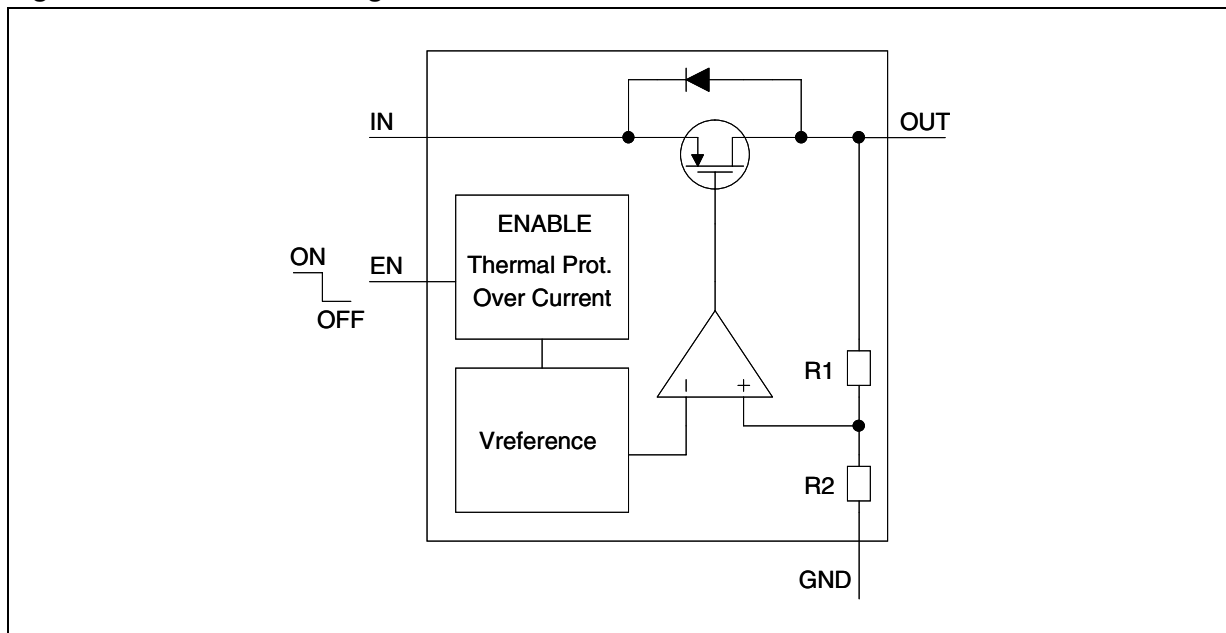 IN
OUT
ENABLE
Thermal Prot.
Over Current
ON
OFF
EN
R1
Vreference
R2
GND